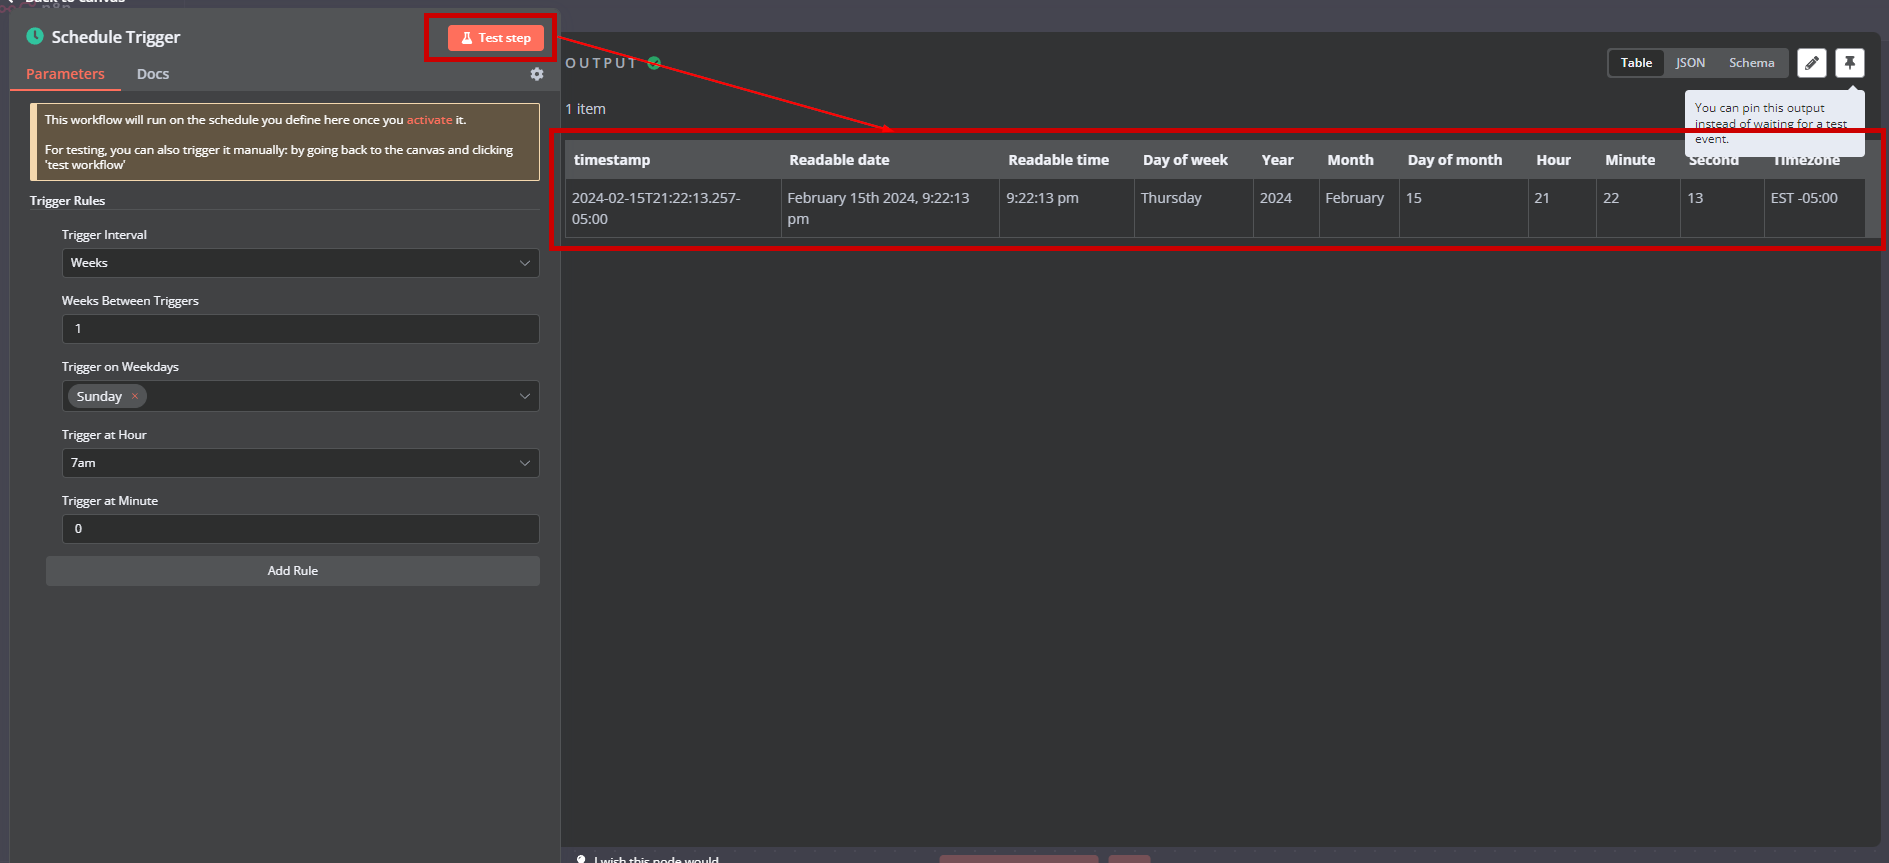 Back to canvas
Schedule Trigger
Test step
Parameters
Docs
This workflow will run on the schedule you define here once you activate it.
For testing, you can also trigger it manually: by going back to the canvas and clicking
'test workflow'
Trigger Rules
Trigger Interval
Weeks
Weeks Between Triggers
1
Trigger on Weekdays
Sunday ×
Trigger at Hour
7am
Trigger at Minute
0
Add Rule
OUTPUT
Table JSON Schema
1 item
You can pin this output
instead of waiting for a test
event.
timestamp Readable date Readable time Day of week Year Month Day of month Hour Minute Second Timezone
2024-02-15T21:22:13.257- February 15th 2024, 9:22:13 9:22:13 pm Thursday 2024 February 15 21 22 13 EST -05:00
05:00 pm
I wish this node would